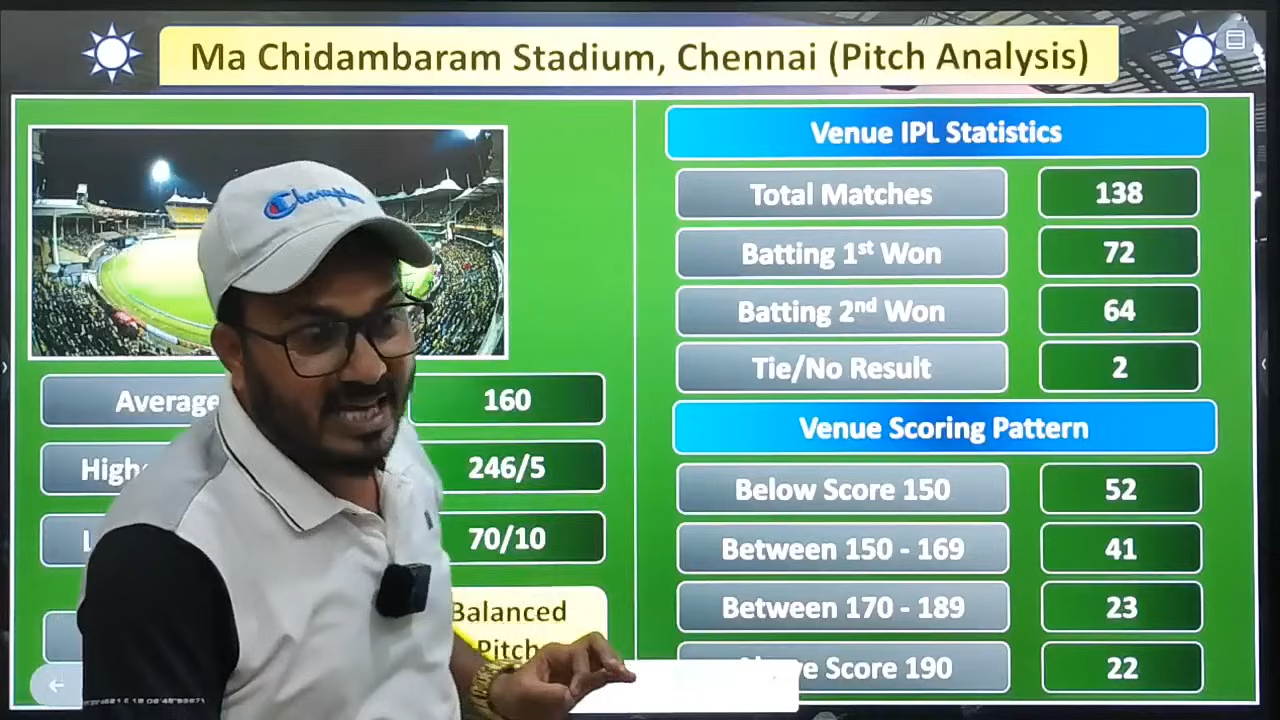 Ma Chidambaram Stadium, Chennai (Pitch Analysis)
Champion
Average
160
246/5
70/10
Balanced
Pitch
Venue IPL Statistics
Total Matches 138
Batting 1st Won 72
Batting 2nd Won 64
Tie/No Result 2
Venue Scoring Pattern
Below Score 150 52
Between 150 - 169 41
Between 170 - 189 23
Score 190 22